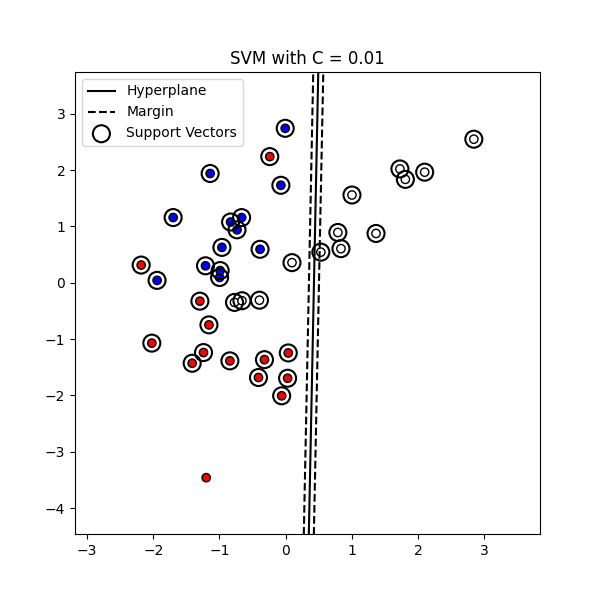 SVM with C = 0.01
Hyperplane
Margin
Support Vectors
3
2
1
0
−1
−2
−3
−4
−3 −2 −1 0 1 2 3